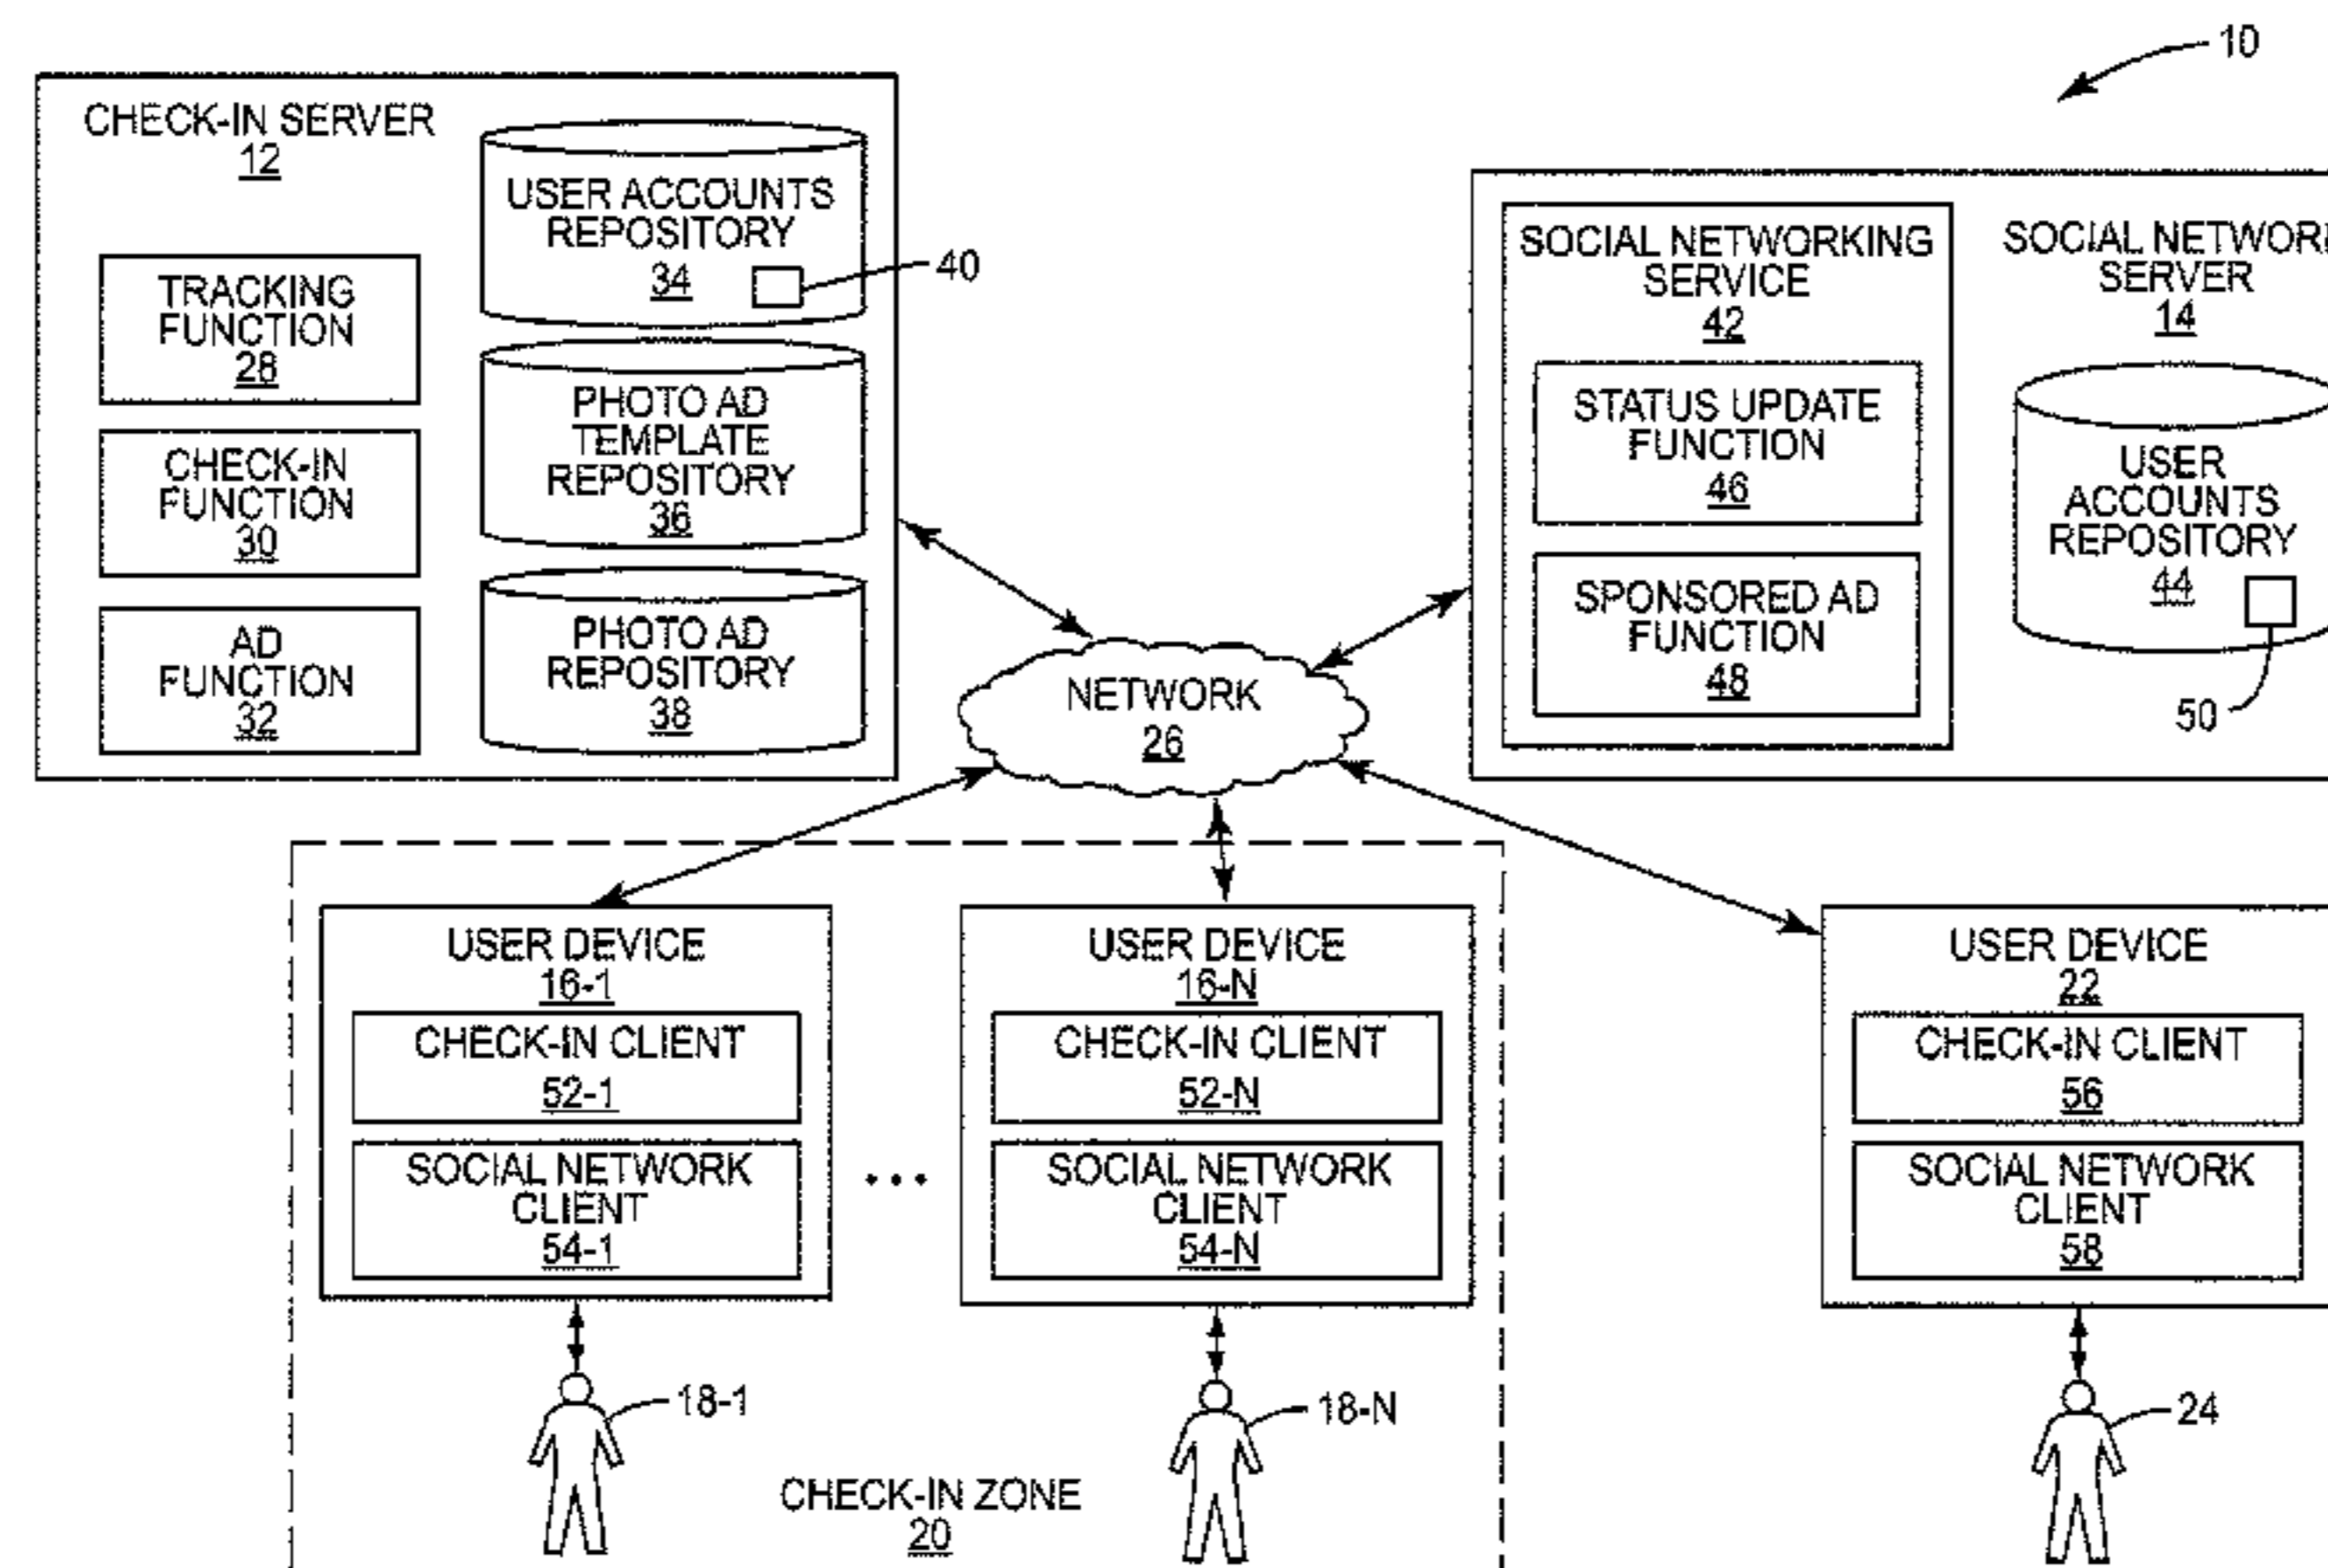 10
CHECK-IN SERVER
12
TRACKING
FUNCTION
28
CHECK-IN
FUNCTION
30
AD
FUNCTION
32
USER ACCOUNTS
REPOSITORY
34
40
PHOTO AD
TEMPLATE
REPOSITORY
36
PHOTO AD
REPOSITORY
38
SOCIAL NETWORKING
SERVICE
42
STATUS UPDATE
FUNCTION
46
SPONSORED AD
FUNCTION
48
SOCIAL NETWORK
SERVER
14
USER
ACCOUNTS
REPOSITORY
44
50
NETWORK
26
USER DEVICE
16-1
CHECK-IN CLIENT
52-1
SOCIAL NETWORK
CLIENT
54-1
• • •
USER DEVICE
16-N
CHECK-IN CLIENT
52-N
SOCIAL NETWORK
CLIENT
54-N
USER DEVICE
22
CHECK-IN CLIENT
56
SOCIAL NETWORK
CLIENT
58
18-1
18-N
24
CHECK-IN ZONE
20